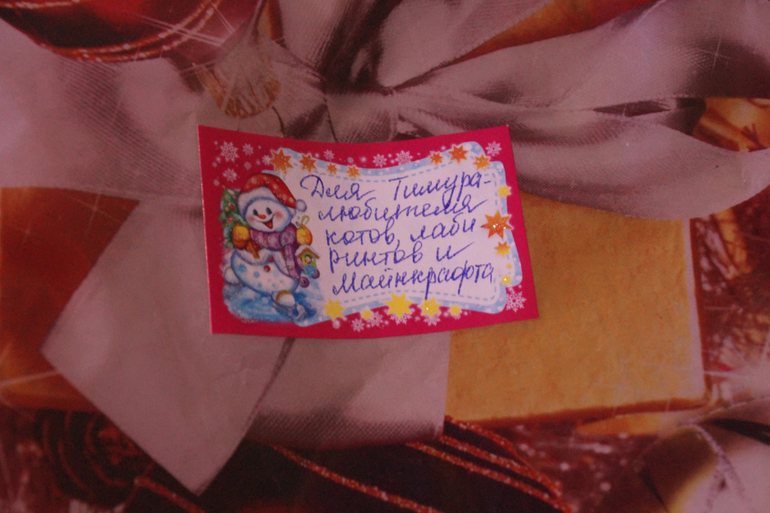 Для Тимура-
любителя
котов, лаби
ринтов и
Майнкрафта